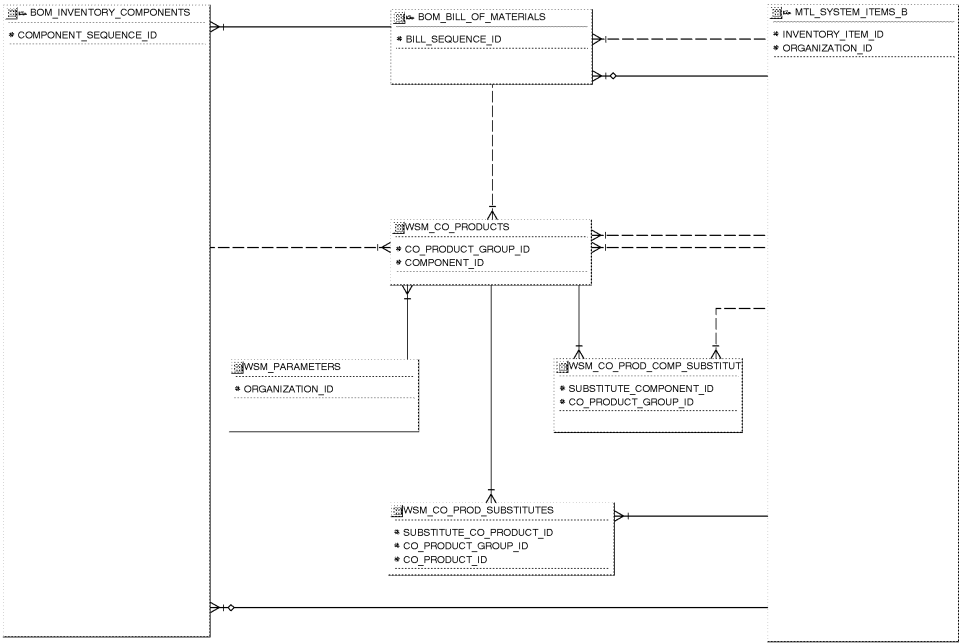 BOM_INVENTORY_COMPONENTS
* COMPONENT_SEQUENCE_ID
BOM_BILL_OF_MATERIALS
* BILL_SEQUENCE_ID
MTL_SYSTEM_ITEMS_B
* INVENTORY_ITEM_ID
* ORGANIZATION_ID
WSM_CO_PRODUCTS
* CO_PRODUCT_GROUP_ID
* COMPONENT_ID
WSM_PARAMETERS
* ORGANIZATION_ID
WSM_CO_PROD_COMP_SUBSTITUT
* SUBSTITUTE_COMPONENT_ID
* CO_PRODUCT_GROUP_ID
WSM_CO_PROD_SUBSTITUTES
* SUBSTITUTE_CO_PRODUCT_ID
* CO_PRODUCT_GROUP_ID
* CO_PRODUCT_ID